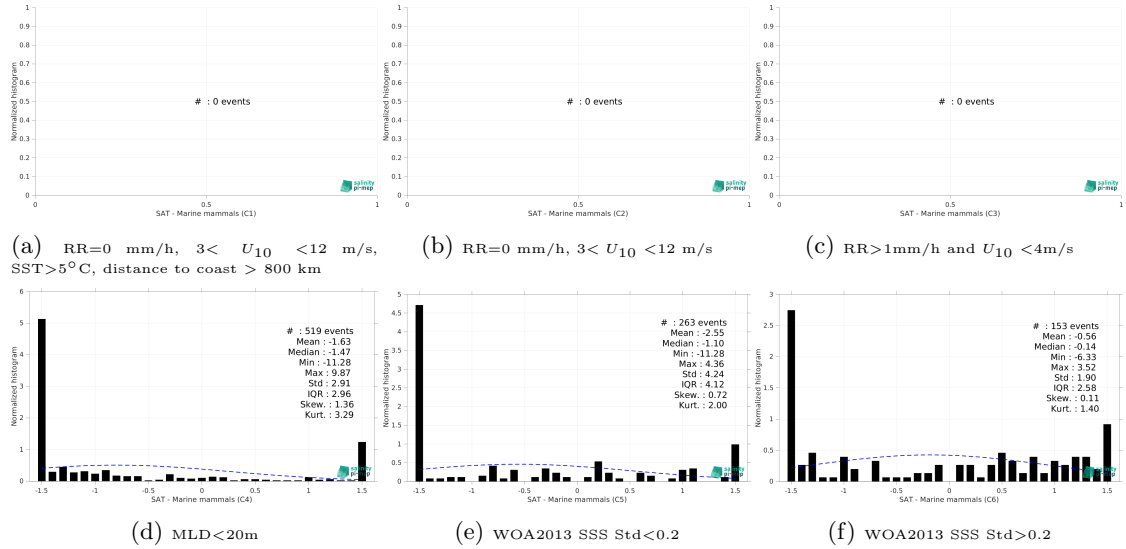 1
0.9
0.8
0.7
0.6
0.5
0.4
0.3
0.2
0.1
0
Normalized histogram
# : 0 events
salinity
pi-mep
0 0.5 1
SAT - Marine mammals (C1)
1
0.9
0.8
0.7
0.6
0.5
0.4
0.3
0.2
0.1
0
Normalized histogram
# : 0 events
salinity
pi-mep
0 0.5 1
SAT - Marine mammals (C2)
1
0.9
0.8
0.7
0.6
0.5
0.4
0.3
0.2
0.1
0
Normalized histogram
# : 0 events
salinity
pi-mep
0 0.5 1
SAT - Marine mammals (C3)
(a) RR=0 mm/h, 3< U10 <12 m/s,
SST>5°C, distance to coast > 800 km
(b) RR=0 mm/h, 3< U10 <12 m/s
(c) RR>1mm/h and U10 <4m/s
6
5
4
3
2
1
0
Normalized histogram
# : 519 events
Mean : -1.63
Median : -1.47
Min : -11.28
Max : 9.87
Std : 2.91
IQR : 2.96
Skew. : 1.36
Kurt. : 3.29
salinity
pi-mep
-1.5 -1 -0.5 0 0.5 1 1.5
SAT - Marine mammals (C4)
5
4.5
4
3.5
3
2.5
2
1.5
1
0.5
0
Normalized histogram
# : 263 events
Mean : -2.55
Median : -1.10
Min : -11.28
Max : 4.36
Std : 4.24
IQR : 4.12
Skew. : 0.72
Kurt. : 2.00
salinity
pi-mep
-1.5 -1 -0.5 0 0.5 1 1.5
SAT - Marine mammals (C5)
3
2.5
2
1.5
1
0.5
0
Normalized histogram
# : 153 events
Mean : -0.56
Median : -0.14
Min : -6.33
Max : 3.52
Std : 1.90
IQR : 2.58
Skew. : 0.11
Kurt. : 1.40
salinity
pi-mep
-1.5 -1 -0.5 0 0.5 1 1.5
SAT - Marine mammals (C6)
(d) MLD<20m
(e) WOA2013 SSS Std<0.2
(f) WOA2013 SSS Std>0.2